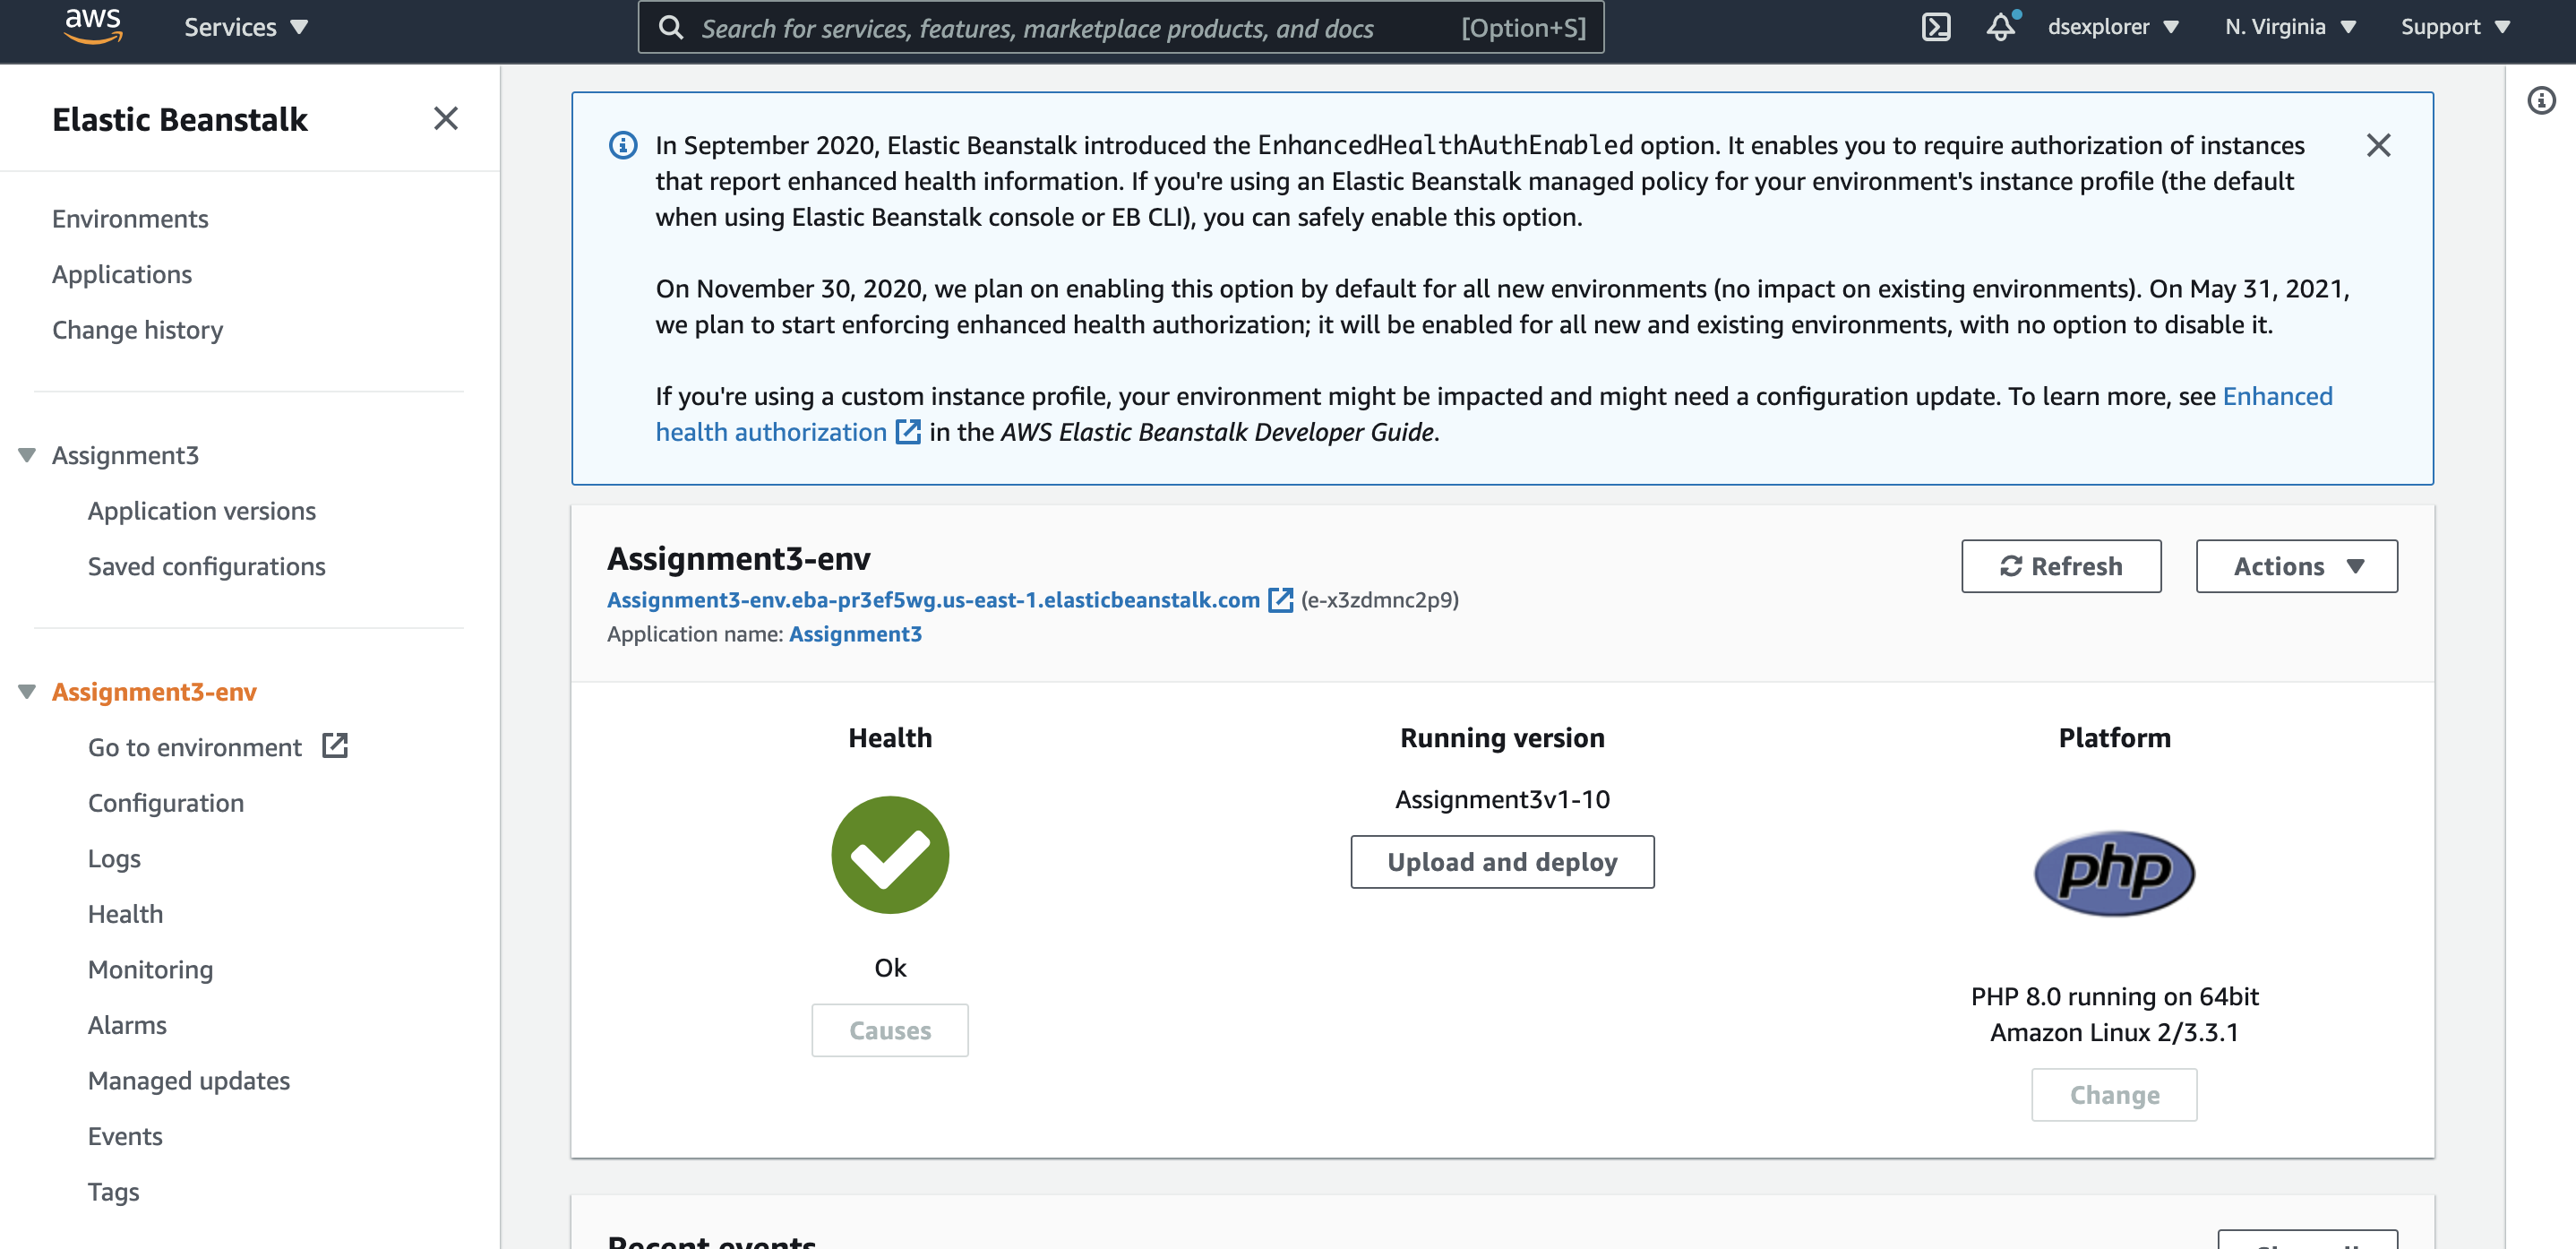 aws
Services
Search for services, features, marketplace products, and docs [Option+S]
dsexplorer
N. Virginia
Support
Elastic Beanstalk
Environments
Applications
Change history
Assignment3
Application versions
Saved configurations
Assignment3-env
Go to environment
Configuration
Logs
Health
Monitoring
Alarms
Managed updates
Events
Tags
In September 2020, Elastic Beanstalk introduced the EnhancedHealthAuthEnabled option. It enables you to require authorization of instances
that report enhanced health information. If you're using an Elastic Beanstalk managed policy for your environment's instance profile (the default
when using Elastic Beanstalk console or EB CLI), you can safely enable this option.
On November 30, 2020, we plan on enabling this option by default for all new environments (no impact on existing environments). On May 31, 2021,
we plan to start enforcing enhanced health authorization; it will be enabled for all new and existing environments, with no option to disable it.
If you're using a custom instance profile, your environment might be impacted and might need a configuration update. To learn more, see Enhanced
health authorization in the AWS Elastic Beanstalk Developer Guide.
Assignment3-env
Assignment3-env.eba-pr3ef5wg.us-east-1.elasticbeanstalk.com (e-x3zdmnc2p9)
Application name: Assignment3
Refresh
Actions
Health
Ok
Causes
Running version
Assignment3v1-10
Upload and deploy
Platform
php
PHP 8.0 running on 64bit
Amazon Linux 2/3.3.1
Change
Recent events